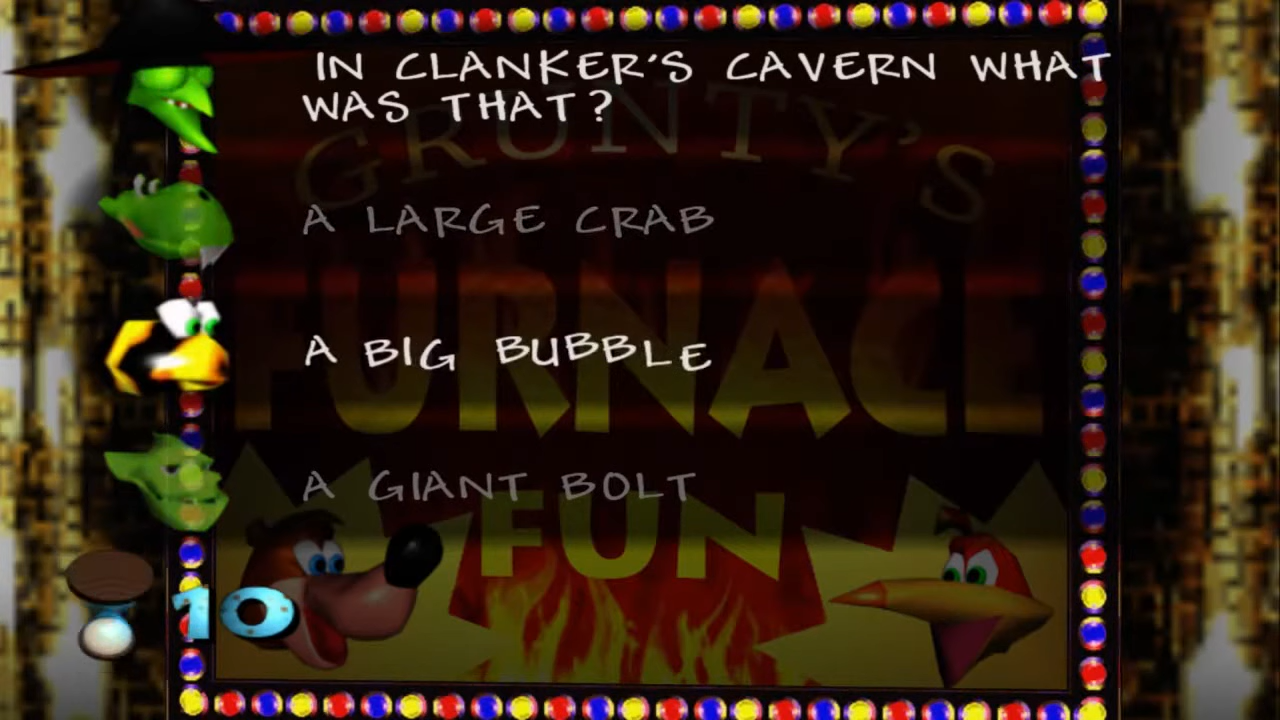 IN CLANKER'S CAVERN WHAT
WAS THAT?
GRUNTY'S
A LARGE CRAB
FURNACE
A BIG BUBBLE
A GIANT BOLT
FUN
10